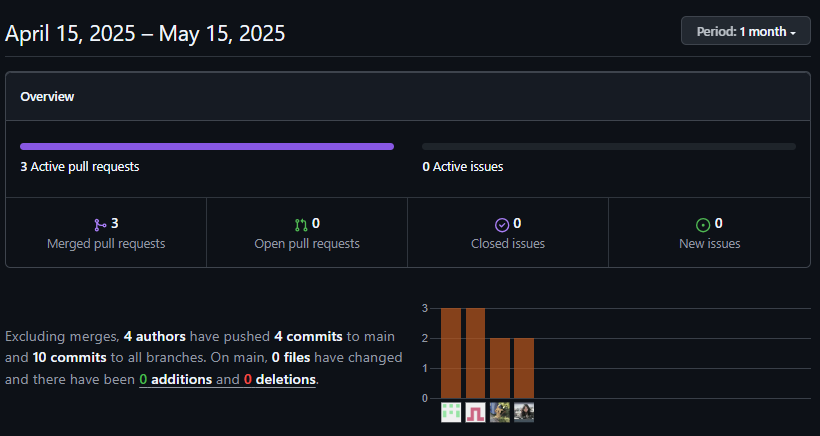 April 15, 2025 – May 15, 2025
Period: 1 month
Overview
3 Active pull requests
0 Active issues
3
Merged pull requests
0
Open pull requests
0
Closed issues
0
New issues
Excluding merges, 4 authors have pushed 4 commits to main
and 10 commits to all branches. On main, 0 files have changed
and there have been 0 additions and 0 deletions.
3
2
1
0